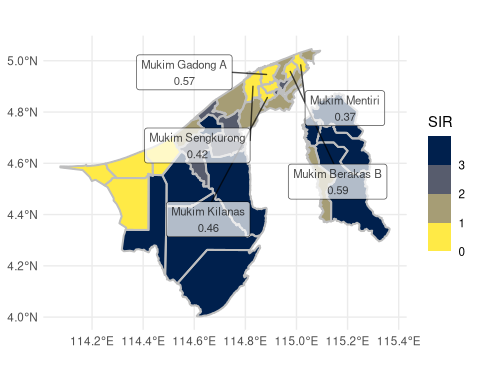 5.0°N
4.8°N
4.6°N
4.4°N
4.2°N
4.0°N
Mukim Gadong A
0.57
Mukim Mentiri
0.37
Mukim Sengkurong
0.42
Mukim Berakas B
0.59
Mukim Kilanas
0.46
SIR
3
2
1
0
114.2°E 114.4°E 114.6°E 114.8°E 115.0°E 115.2°E 115.4°E